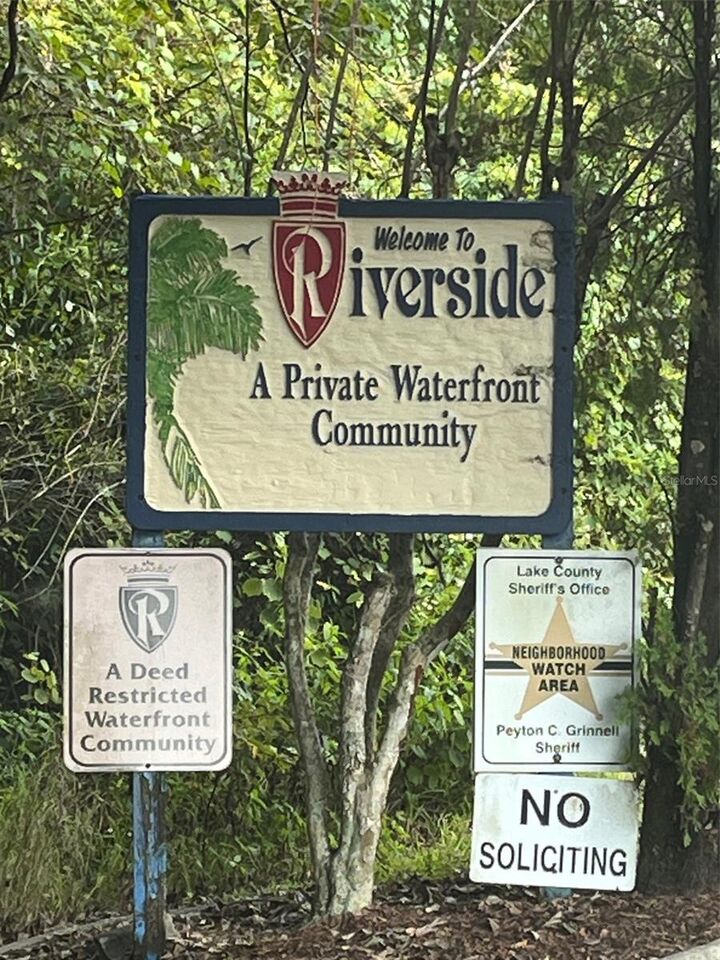 Welcome To
Riverside
A Private Waterfront
Community
R
A Deed
Restricted
Waterfront
Community
Lake County
Sheriff's Office
NEIGHBORHOOD
WATCH
AREA
Peyton C. Grinnell
Sheriff
NO
SOLICITING
StellarMLS